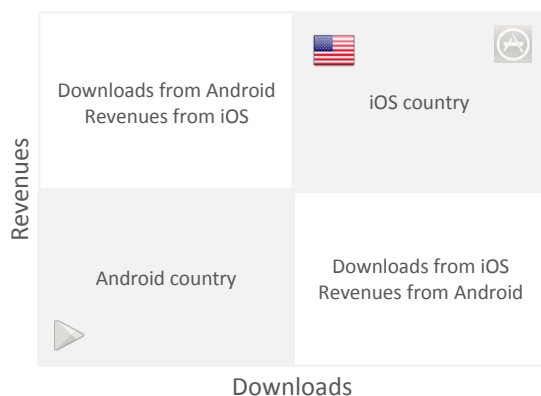 Downloads from Android
Revenues from iOS
iOS country
Revenues
Android country
Downloads from iOS
Revenues from Android
Downloads